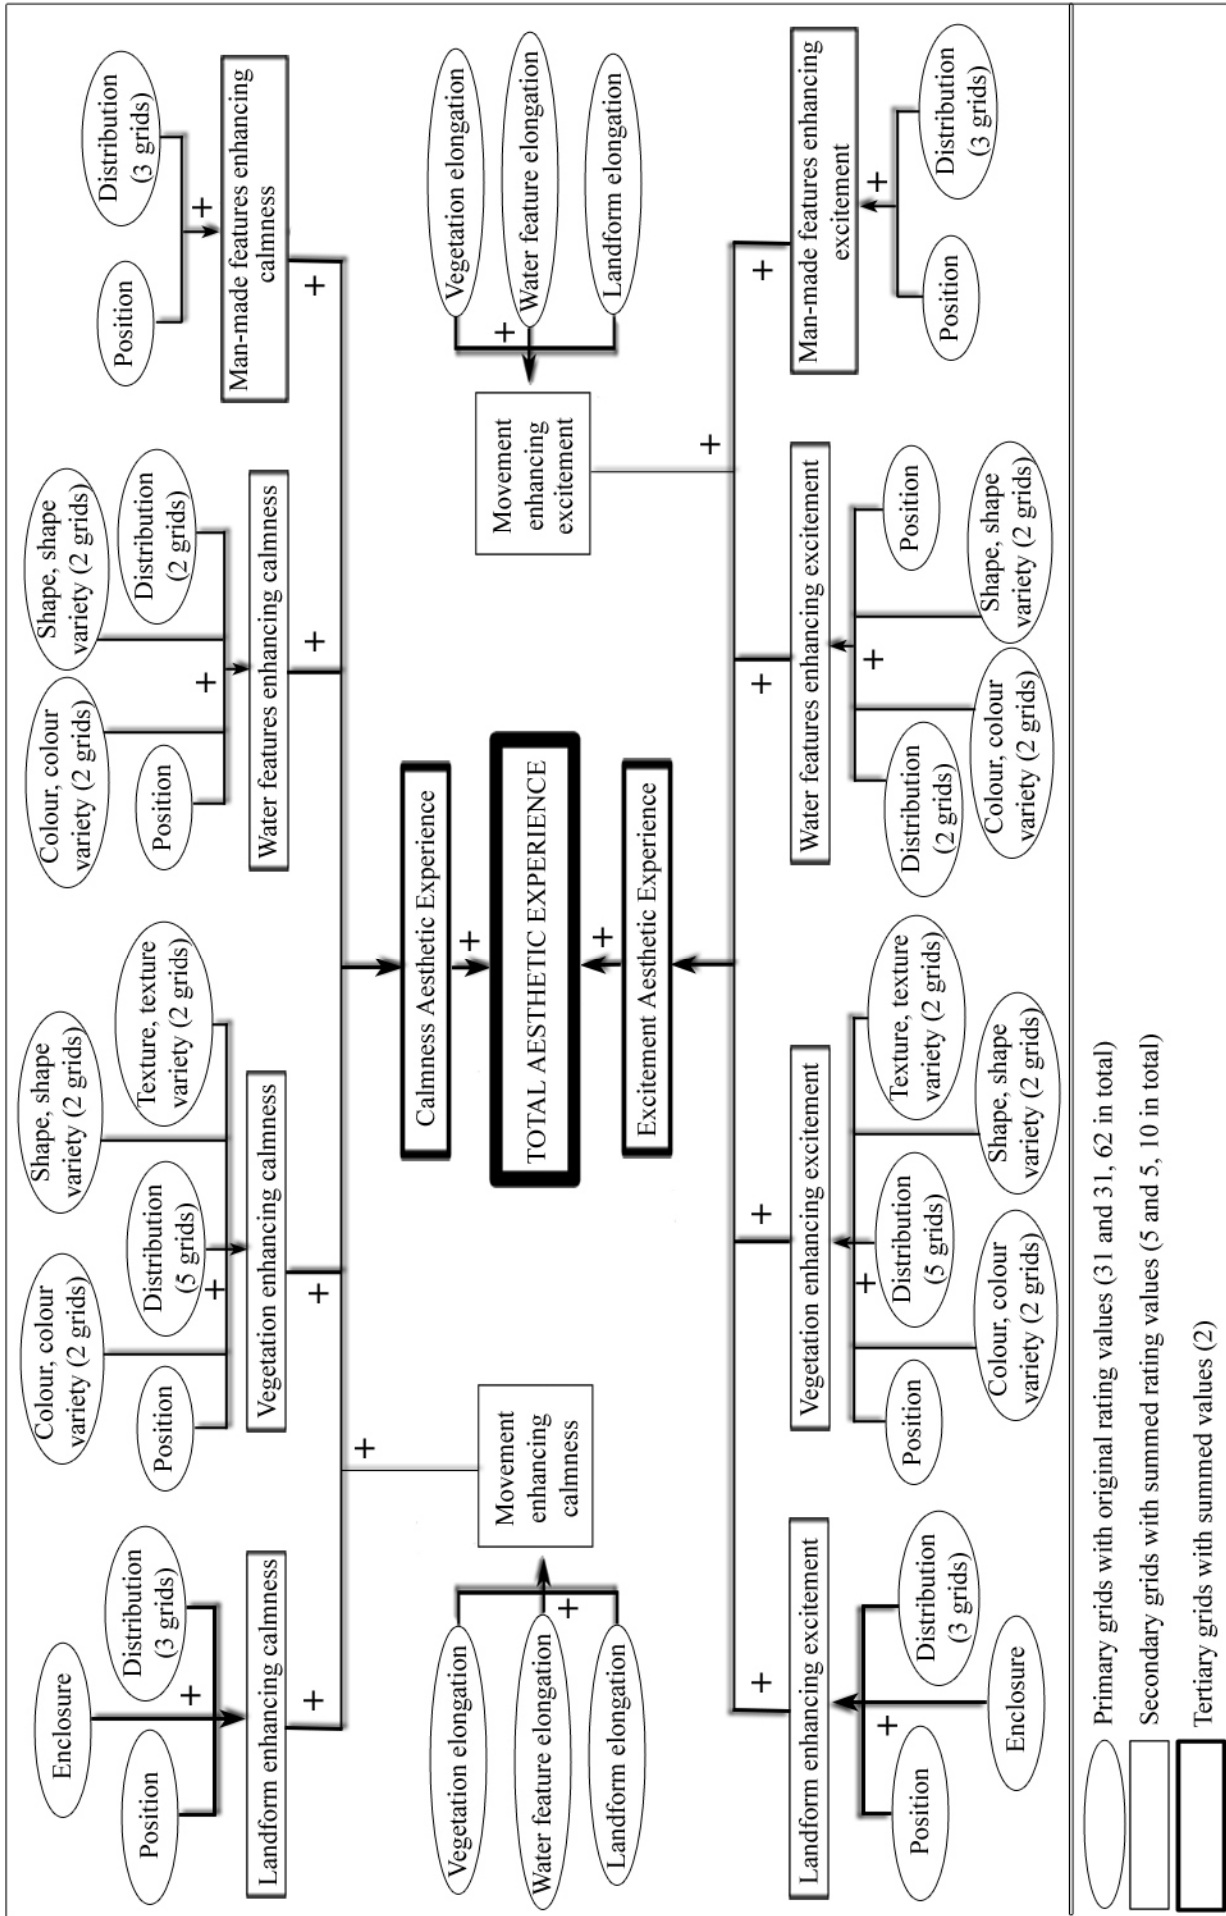 Enclosure
Position
Distribution
(3 grids)
Landform enhancing calmness
Colour, colour
variety (2 grids)
Shape, shape
variety (2 grids)
Position
Distribution
(5 grids)
Texture, texture
variety (2 grids)
Vegetation enhancing calmness
Colour, colour
variety (2 grids)
Shape, shape
variety (2 grids)
Position
Distribution
(2 grids)
Water features enhancing calmness
Position
Distribution
(3 grids)
Man-made features enhancing
calmness
+
+
+
+
+
+
+
+
+
Vegetation elongation
Water feature elongation
Landform elongation
+
Movement
enhancing
calmness
Calmness Aesthetic Experience
+
TOTAL AESTHETIC EXPERIENCE
+
Excitement Aesthetic Experience
Movement
enhancing
excitement
+
Vegetation elongation
Water feature elongation
Landform elongation
+
+
+
+
+
Landform enhancing excitement
Vegetation enhancing excitement
Water features enhancing excitement
Man-made features enhancing
excitement
+
+
+
+
Position
Distribution
(3 grids)
Enclosure
Position
Distribution
(5 grids)
Texture, texture
variety (2 grids)
Colour, colour
variety (2 grids)
Shape, shape
variety (2 grids)
Distribution
(2 grids)
Position
Colour, colour
variety (2 grids)
Shape, shape
variety (2 grids)
Position
Distribution
(3 grids)
Primary grids with original rating values (31 and 31, 62 in total)
Secondary grids with summed rating values (5 and 5, 10 in total)
Tertiary grids with summed values (2)